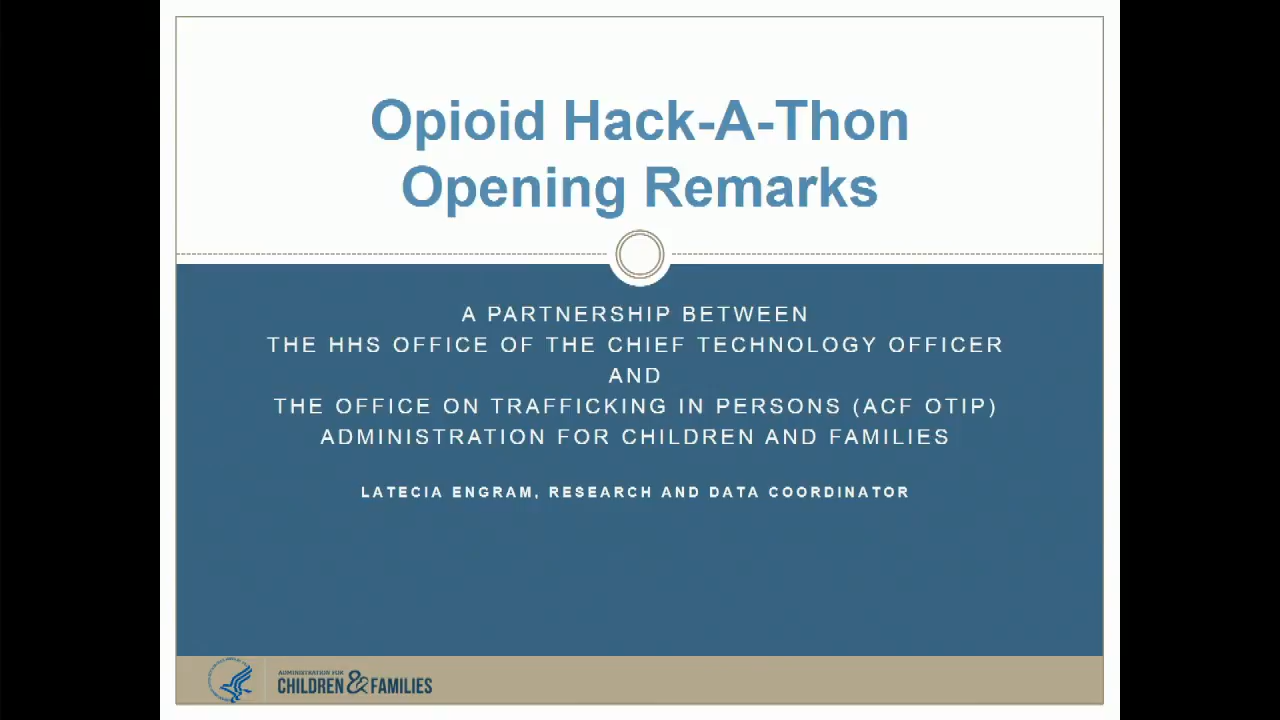 Opioid Hack-A-Thon
Opening Remarks
A PARTNERSHIP BETWEEN
THE HHS OFFICE OF THE CHIEF TECHNOLOGY OFFICER
AND
THE OFFICE ON TRAFFICKING IN PERSONS (ACF OTIP)
ADMINISTRATION FOR CHILDREN AND FAMILIES
LATECIA ENGRAM, RESEARCH AND DATA COORDINATOR
ADMINISTRATION FOR
CHILDREN & FAMILIES